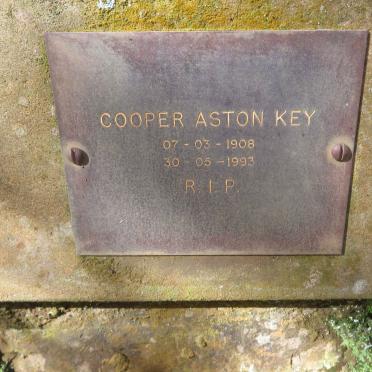 COOPER ASTON KEY
07 - 03 - 1908
30 - 05 - 1993
R. I. P.